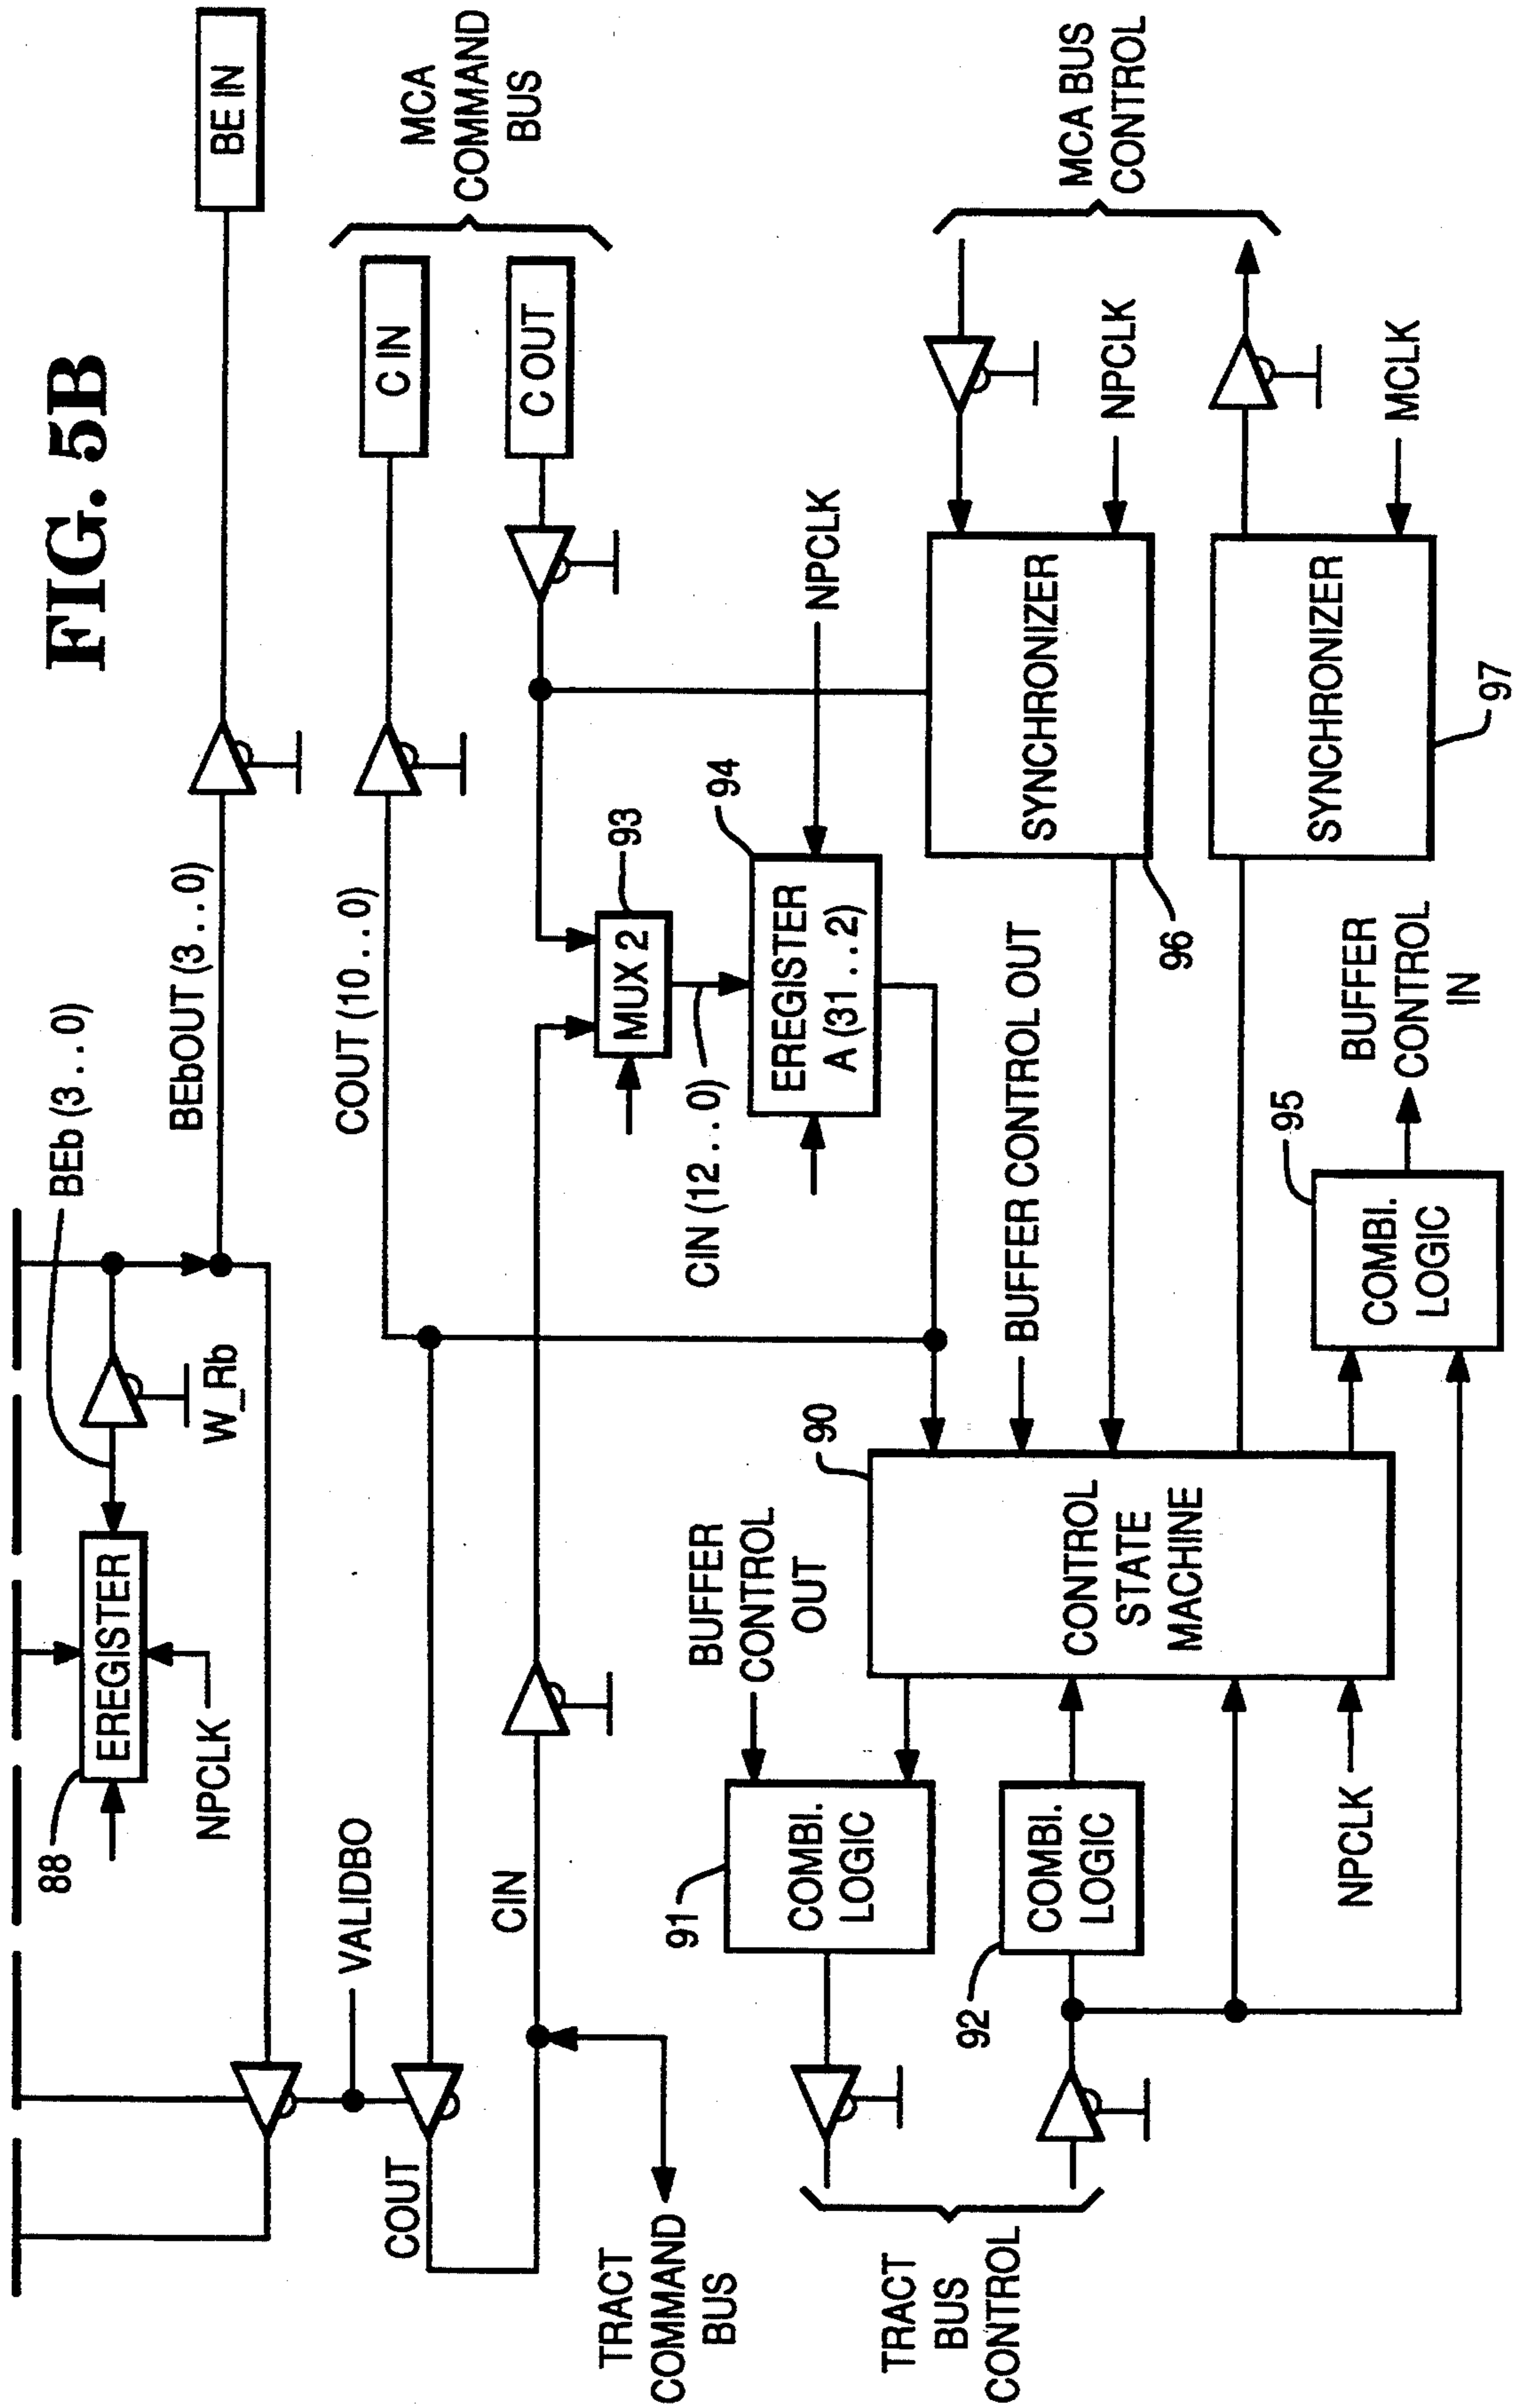 FIG. 5B
88
EREGISTER
NPCLK
W_Rb
BEb (3 . . . 0)
BEbOUT (3 . . . 0)
BE IN
VALIDBO
COUT
COUT (10 . . . 0)
C IN
MCA
COMMAND
BUS
CIN
C OUT
TRACT
COMMAND
BUS
MUX 2
93
CIN (12 . . . 0)
EREGISTER
A (31 . . . 2)
94
NPCLK
BUFFER
CONTROL
OUT
91
COMBI.
LOGIC
92
COMBI.
LOGIC
TRACT
BUS
CONTROL
90
CONTROL
STATE
MACHINE
NPCLK
BUFFER CONTROL OUT
SYNCHRONIZER
96
NPCLK
MCA BUS
CONTROL
SYNCHRONIZER
97
MCLK
95
COMBI.
LOGIC
BUFFER
CONTROL
IN